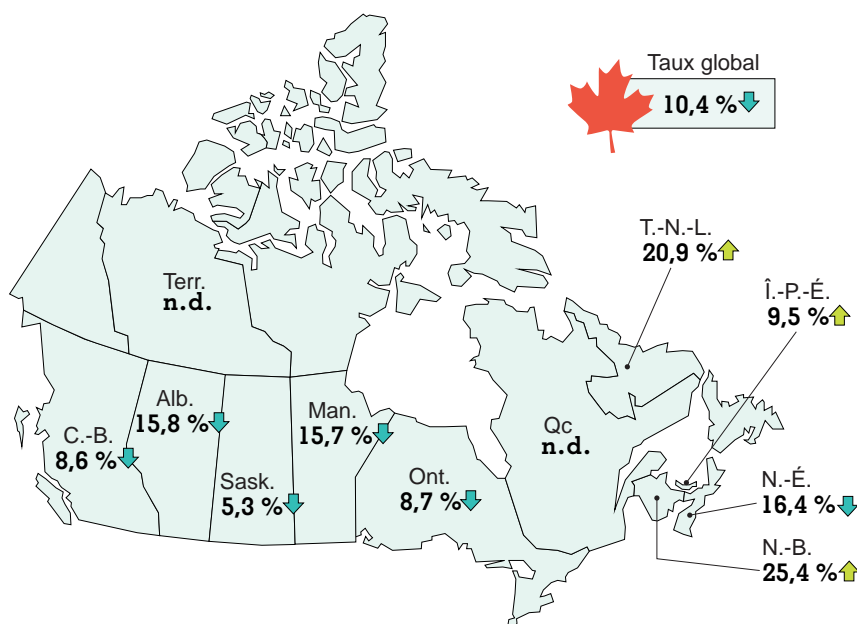 Taux global
10,4 %
T.-N.-L.
20,9 %
Î.-P.-É.
9,5 %
Terr.
n.d.
Alb.
15,8 %
Man.
15,7 %
C.-B.
8,6 %
Sask.
5,3 %
Ont.
8,7 %
Qc
n.d.
N.-É.
16,4 %
N.-B.
25,4 %